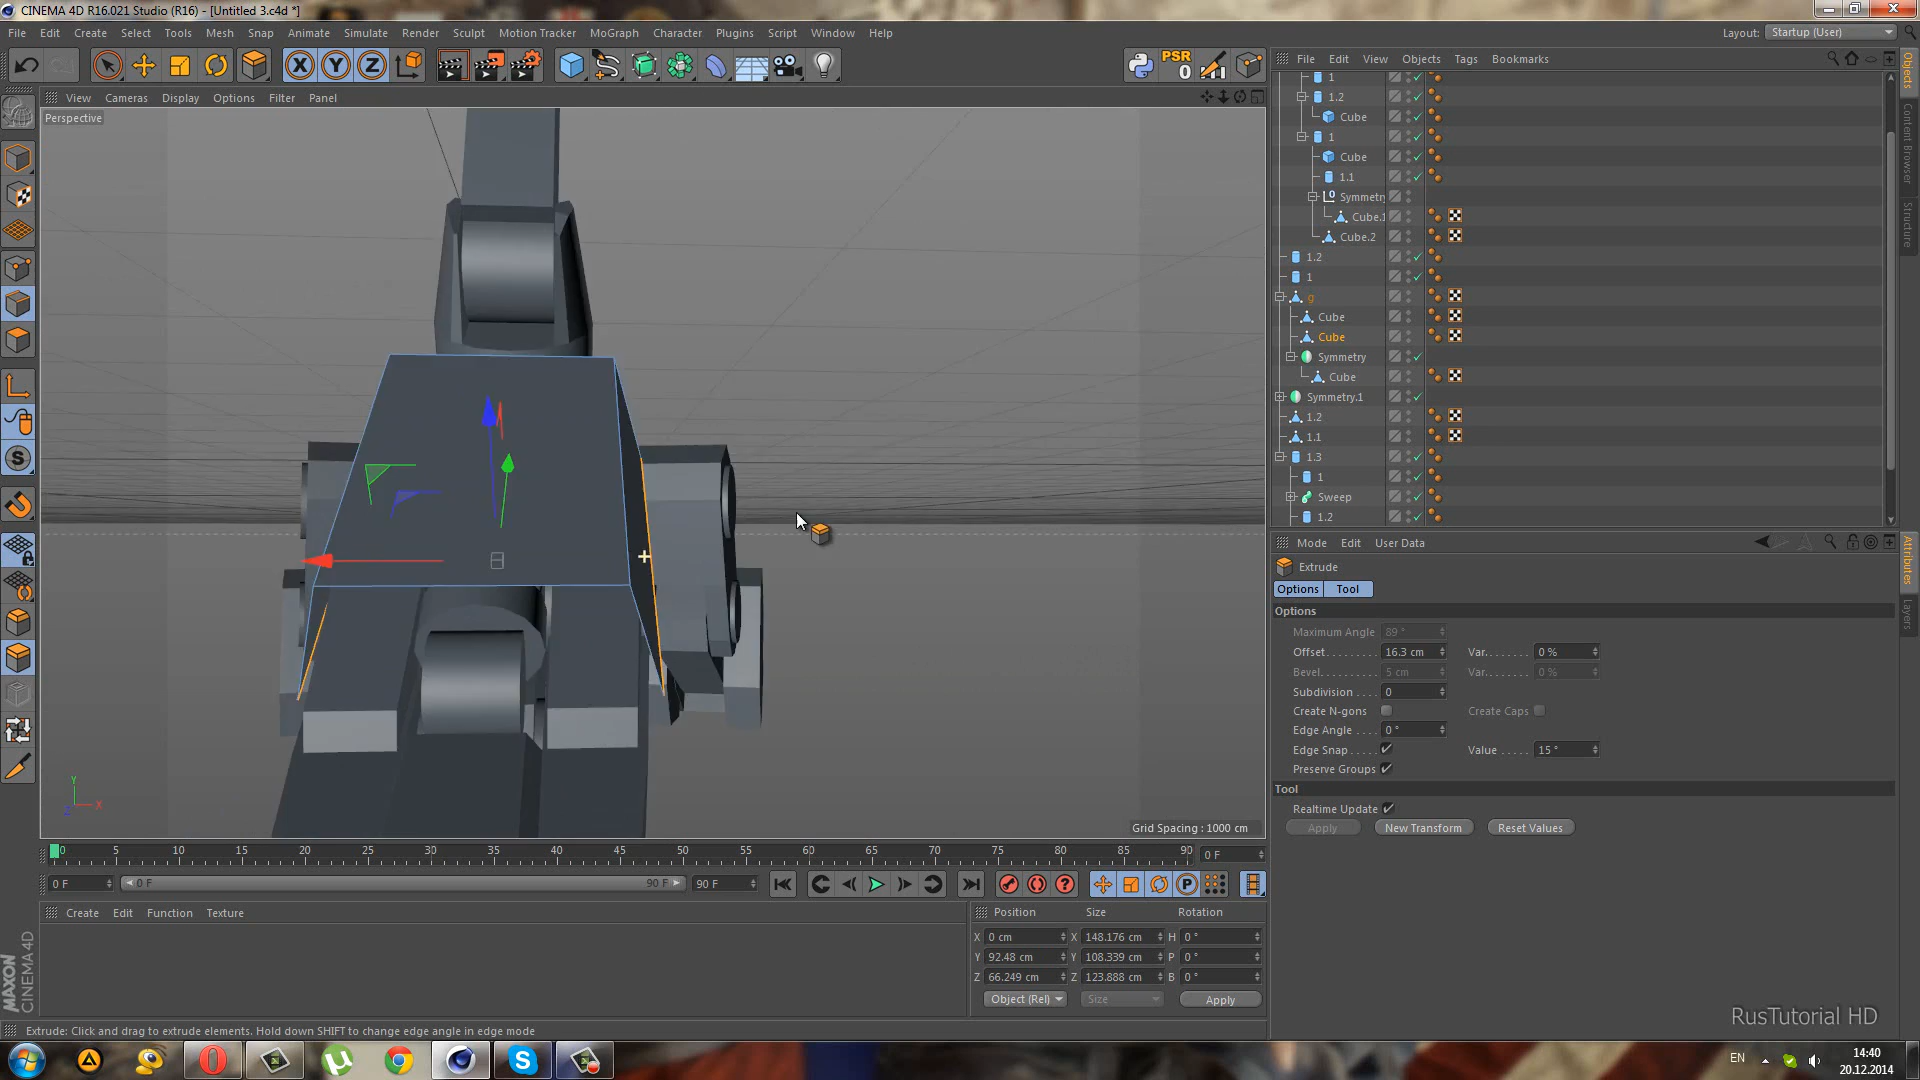 CINEMA 4D R16.021 Studio (R16) - [Untitled 3.c4d *]
File Edit Create Select Tools Mesh Snap Animate Simulate Render Sculpt Motion Tracker MoGraph Character Plugins Script Window Help
Layout: Startup (User)
X Y Z PSR 0
File Edit View Objects Tags Bookmarks
View Cameras Display Options Filter Panel
Perspective
1
1.2
Cube
1
Cube
1.1
Symmetry
Cube.1
Cube.2
1.2
1
g
Cube
Cube
Symmetry
Cube
Symmetry.1
1.2
1.1
1.3
1
Sweep
1.2
Objects
Content Browser
Structure
Attributes
Layers
Mode Edit User Data
Extrude
Options Tool
Options
Maximum Angle 89 °
Offset........ 16.3 cm Var....... 0 %
Bevel......... 5 cm Var....... 0 %
Subdivision .... 0
Create N-gons Create Caps
Edge Angle .... 0 °
Edge Snap..... Value ..... 15 °
Preserve Groups
Tool
Realtime Update
Apply New Transform Reset Values
Y X Z
Grid Spacing : 1000 cm
0 5 10 15 20 25 30 35 40 45 50 55 60 65 70 75 80 85 90 0 F
0 F 0 F 90 F 90 F
Create Edit Function Texture
Position Size Rotation
X 0 cm X 148.176 cm H 0 °
Y 92.48 cm Y 108.339 cm P 0 °
Z 66.249 cm Z 123.888 cm B 0 °
Object (Rel) Size Apply
MAXON
CINEMA 4D
RusTutorial HD
Extrude: Click and drag to extrude elements. Hold down SHIFT to change edge angle in edge mode
EN
14:40
20.12.2014